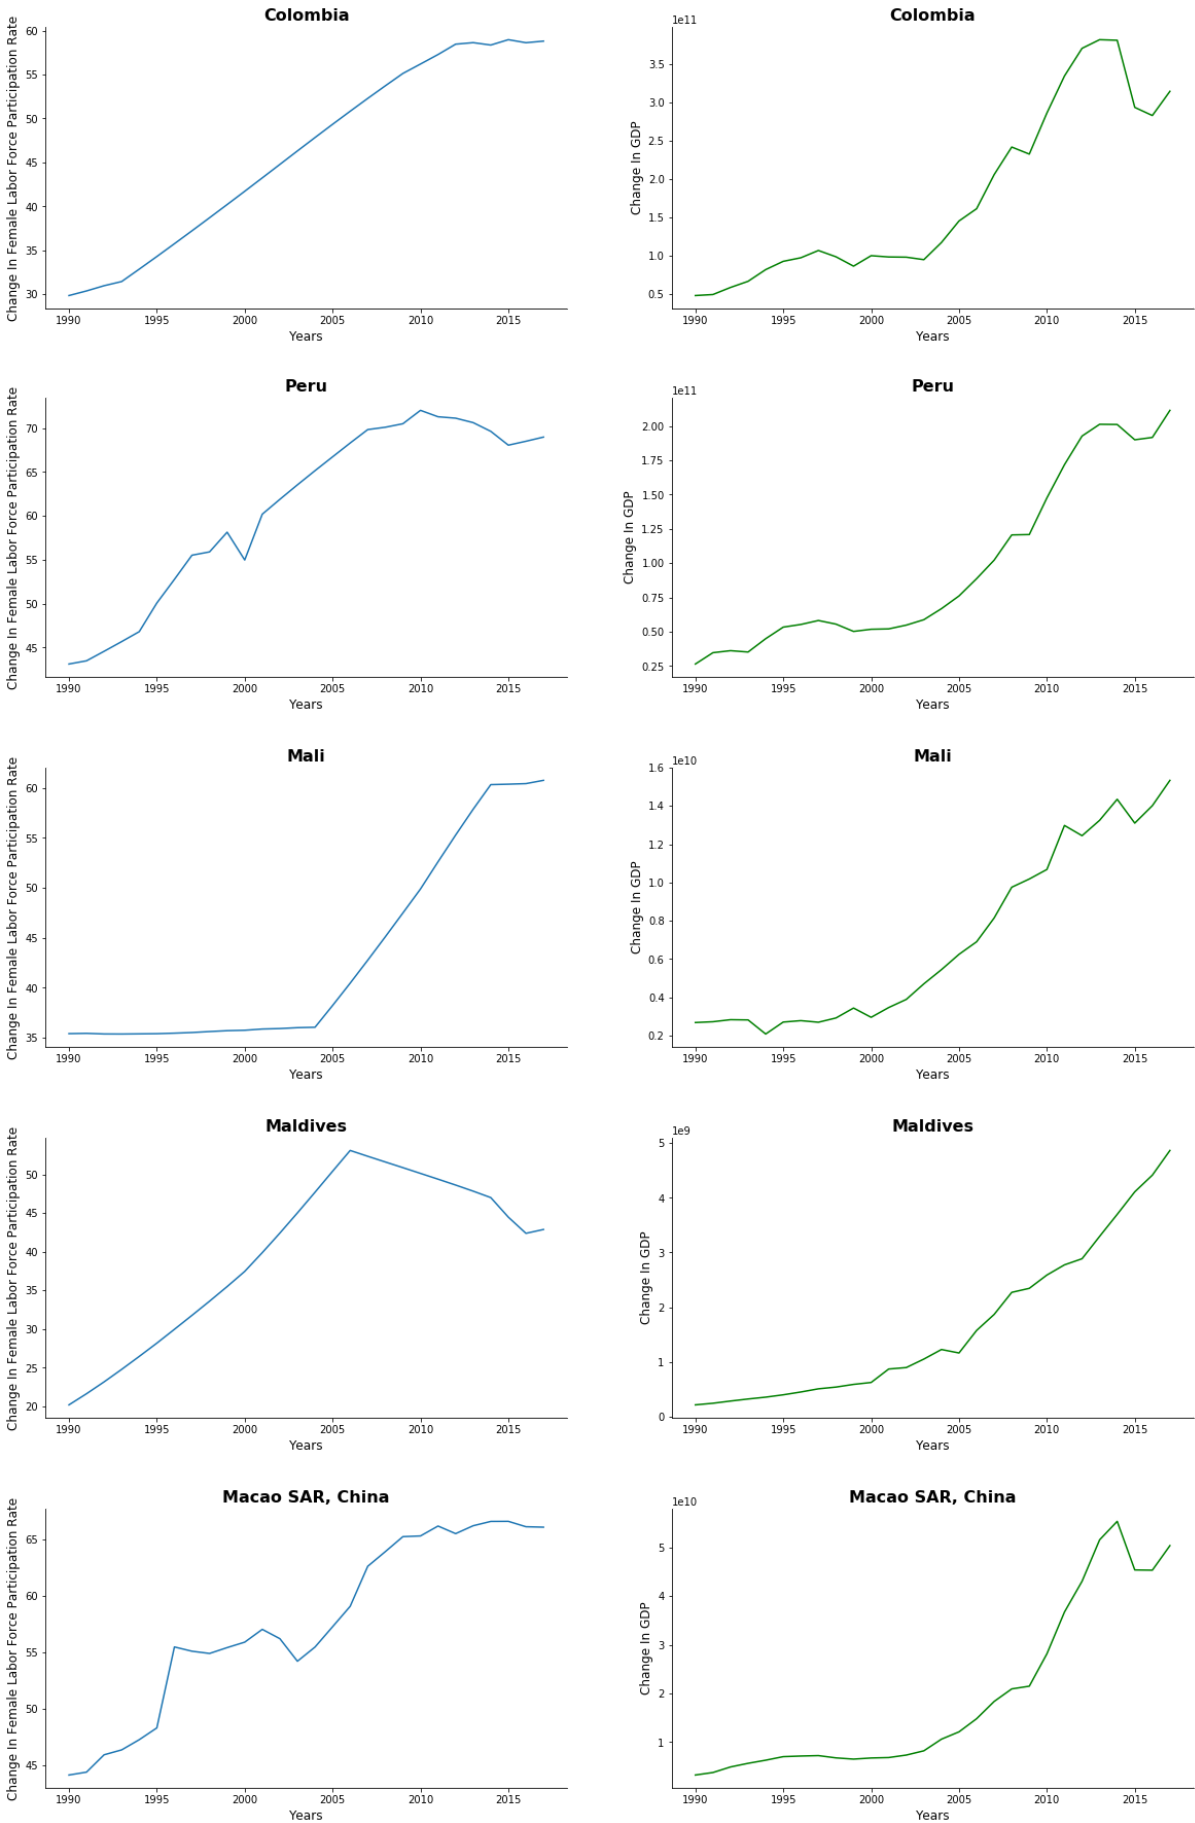 Colombia
Change In Female Labor Force Participation Rate
60
55
50
45
40
35
30
1990 1995 2000 2005 2010 2015
Years
Colombia
1e11
Change In GDP
3.5
3.0
2.5
2.0
1.5
1.0
0.5
1990 1995 2000 2005 2010 2015
Years
Peru
Change In Female Labor Force Participation Rate
70
65
60
55
50
45
1990 1995 2000 2005 2010 2015
Years
Peru
1e11
Change In GDP
2.00
1.75
1.50
1.25
1.00
0.75
0.50
0.25
1990 1995 2000 2005 2010 2015
Years
Mali
Change In Female Labor Force Participation Rate
60
55
50
45
40
35
1990 1995 2000 2005 2010 2015
Years
Mali
1e10
Change In GDP
1.6
1.4
1.2
1.0
0.8
0.6
0.4
0.2
1990 1995 2000 2005 2010 2015
Years
Maldives
Change In Female Labor Force Participation Rate
50
45
40
35
30
25
20
1990 1995 2000 2005 2010 2015
Years
Maldives
1e9
Change In GDP
5
4
3
2
1
0
1990 1995 2000 2005 2010 2015
Years
Macao SAR, China
Change In Female Labor Force Participation Rate
65
60
55
50
45
1990 1995 2000 2005 2010 2015
Years
Macao SAR, China
1e10
Change In GDP
5
4
3
2
1
1990 1995 2000 2005 2010 2015
Years